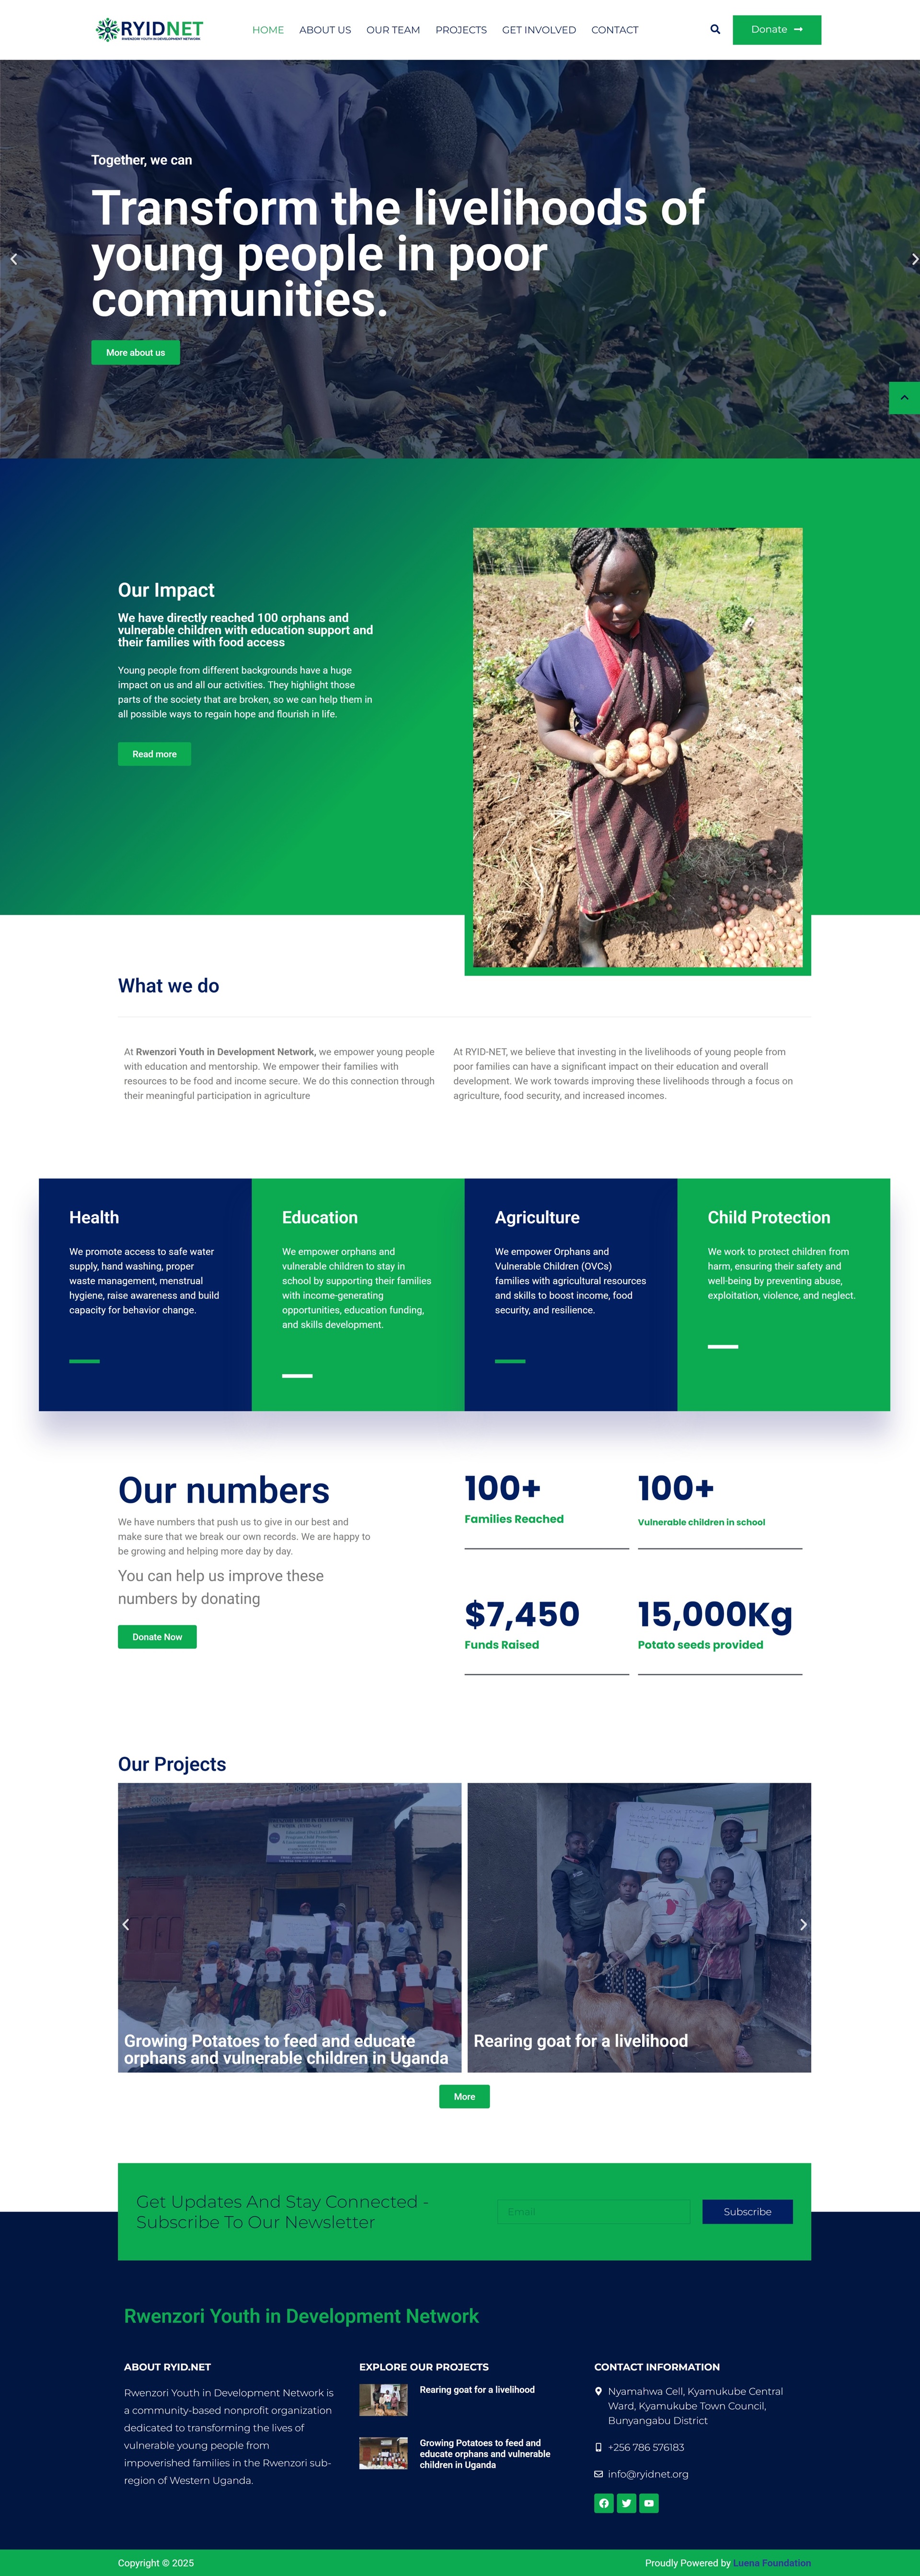 RYIDNET
RWENZORI YOUTH IN DEVELOPMENT NETWORK
HOME
ABOUT US
OUR TEAM
PROJECTS
GET INVOLVED
CONTACT
Donate
Together, we can
Transform the livelihoods of
young people in poor
communities.
More about us
Our Impact
We have directly reached 100 orphans and
vulnerable children with education support and
their families with food access
Young people from different backgrounds have a huge
impact on us and all our activities. They highlight those
parts of the society that are broken, so we can help them in
all possible ways to regain hope and flourish in life.
Read more
What we do
At Rwenzori Youth in Development Network, we empower young people
with education and mentorship. We empower their families with
resources to be food and income secure. We do this connection through
their meaningful participation in agriculture
At RYID-NET, we believe that investing in the livelihoods of young people from
poor families can have a significant impact on their education and overall
development. We work towards improving these livelihoods through a focus on
agriculture, food security, and increased incomes.
Health
We promote access to safe water
supply, hand washing, proper
waste management, menstrual
hygiene, raise awareness and build
capacity for behavior change.
Education
We empower orphans and
vulnerable children to stay in
school by supporting their families
with income-generating
opportunities, education funding,
and skills development.
Agriculture
We empower Orphans and
Vulnerable Children (OVCs)
families with agricultural resources
and skills to boost income, food
security, and resilience.
Child Protection
We work to protect children from
harm, ensuring their safety and
well-being by preventing abuse,
exploitation, violence, and neglect.
Our numbers
We have numbers that push us to give in our best and
make sure that we break our own records. We are happy to
be growing and helping more day by day.
You can help us improve these
numbers by donating
Donate Now
100+
Families Reached
100+
Vulnerable children in school
$7,450
Funds Raised
15,000Kg
Potato seeds provided
Our Projects
Growing Potatoes to feed and educate
orphans and vulnerable children in Uganda
Rearing goat for a livelihood
More
Get Updates And Stay Connected -
Subscribe To Our Newsletter
Email
Subscribe
Rwenzori Youth in Development Network
ABOUT RYID.NET
Rwenzori Youth in Development Network is
a community-based nonprofit organization
dedicated to transforming the lives of
vulnerable young people from
impoverished families in the Rwenzori sub-
region of Western Uganda.
EXPLORE OUR PROJECTS
Rearing goat for a livelihood
Growing Potatoes to feed and
educate orphans and vulnerable
children in Uganda
CONTACT INFORMATION
Nyamahwa Cell, Kyamukube Central
Ward, Kyamukube Town Council,
Bunyangabu District
+256 786 576183
info@ryidnet.org
Copyright © 2025
Proudly Powered by Luena Foundation